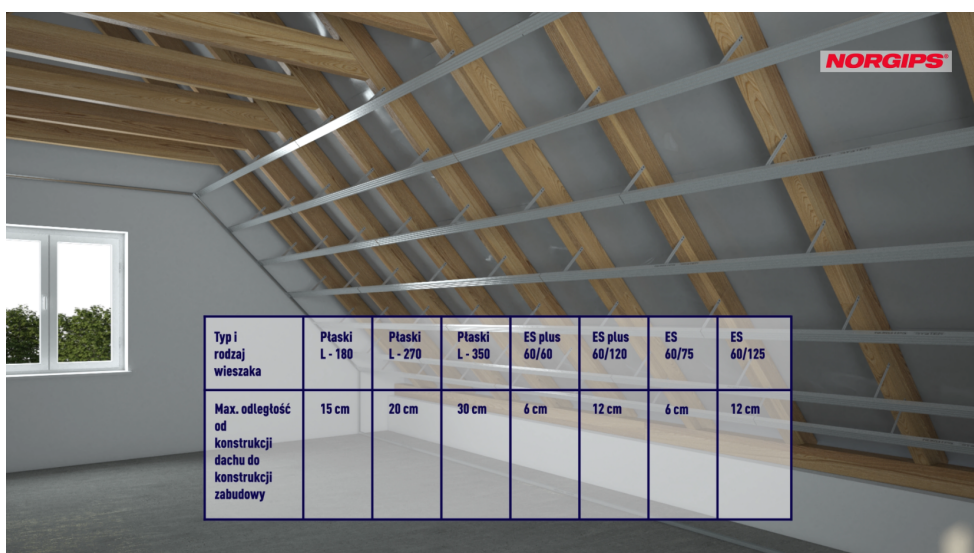 NORGIPS®
Typ i
rodzaj
wieszaka
Płaski
L - 180
Płaski
L - 270
Płaski
L - 350
ES plus
60/60
ES plus
60/120
ES
60/75
ES
60/125
Max. odległość
od
konstrukcji
dachu do
konstrukcji
zabudowy
15 cm
20 cm
30 cm
6 cm
12 cm
6 cm
12 cm